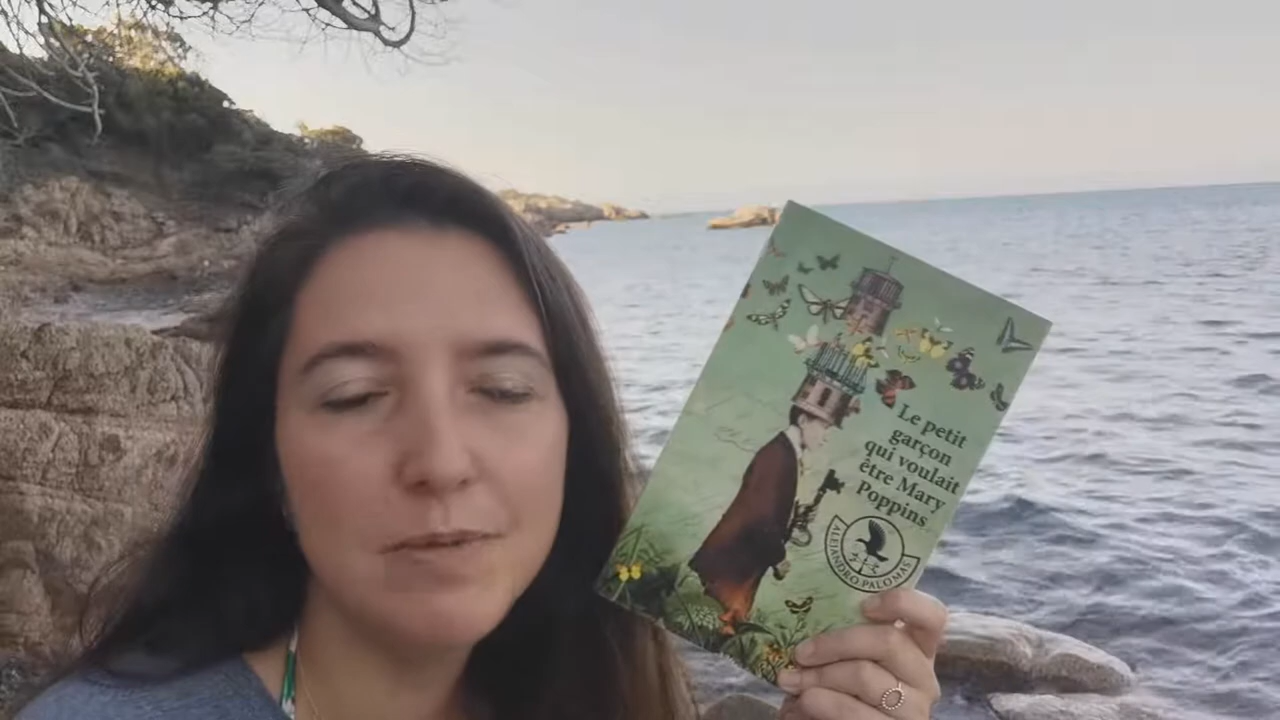 Le petit
garçon
qui voulait
être Mary
Poppins
ALEJANDRO PALOMAS